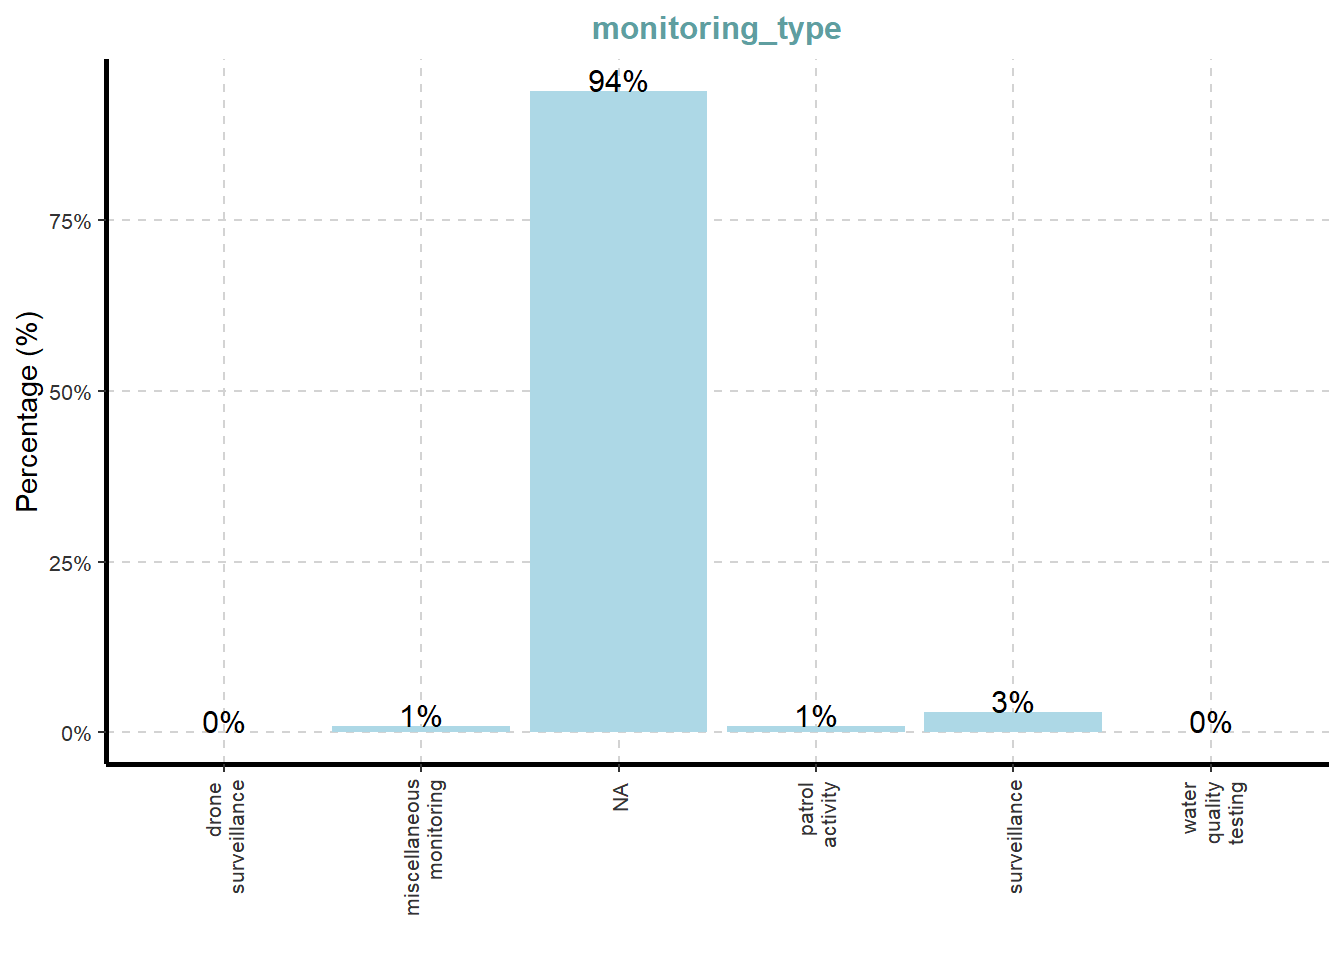 monitoring_type
94%
75%
50%
25%
0%
Percentage (%)
0%
1%
1%
3%
0%
drone
surveillance
miscellaneous
monitoring
NA
patrol
activity
surveillance
water
quality
testing